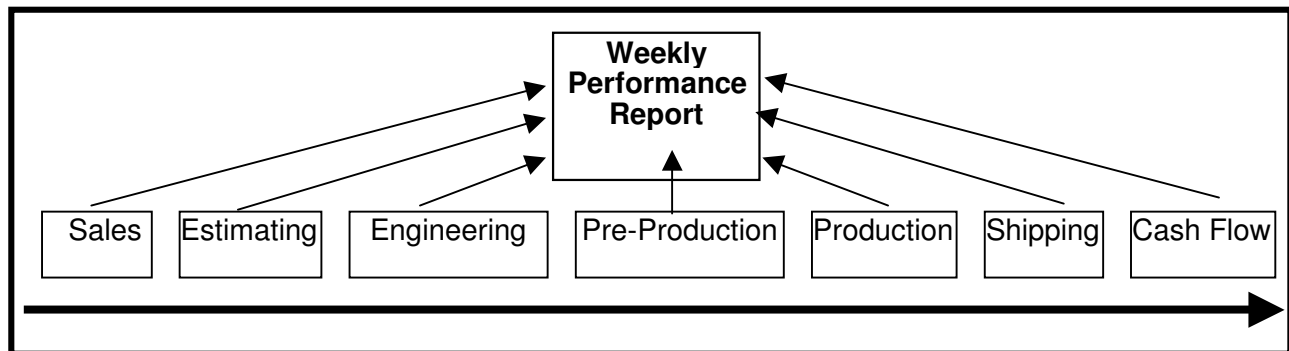 Weekly
Performance
Report
Sales
Estimating
Engineering
Pre-Production
Production
Shipping
Cash Flow